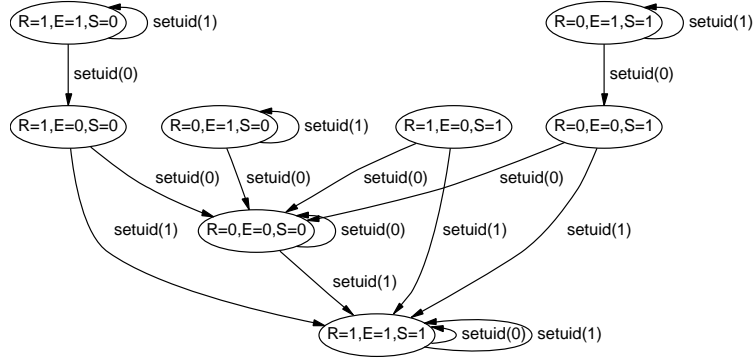 R=1,E=1,S=0
setuid(1)
R=0,E=1,S=1
setuid(1)
setuid(0)
setuid(0)
R=1,E=0,S=0
R=0,E=1,S=0
setuid(1)
R=1,E=0,S=1
R=0,E=0,S=1
setuid(0)
setuid(0)
setuid(0)
setuid(0)
setuid(1)
R=0,E=0,S=0
setuid(0)
setuid(1)
setuid(1)
setuid(1)
R=1,E=1,S=1
setuid(0)
setuid(1)